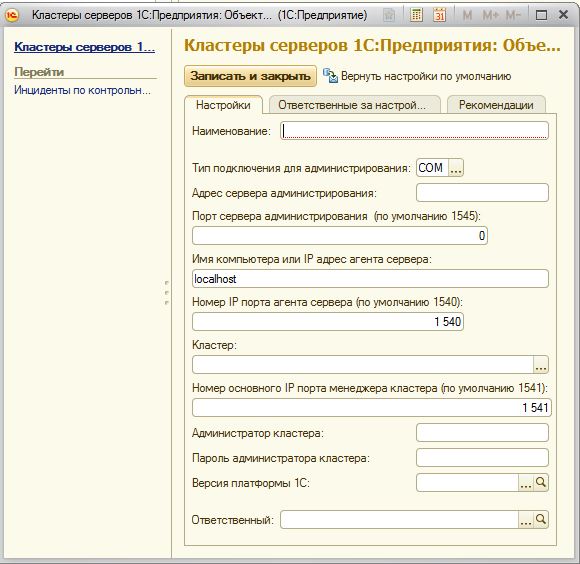 Кластеры серверов 1С:Предприятия: Объект... (1С:Предприятие)
M M+ M-
Кластеры серверов 1...
Перейти
Инциденты по контрольн...
Кластеры серверов 1С:Предприятия: Объе...
Записать и закрыть
Вернуть настройки по умолчанию
Настройки
Ответственные за настрой...
Рекомендации
Наименование:
Тип подключения для администрирования: COM ...
Адрес сервера администрирования:
Порт сервера администрирования (по умолчанию 1545):
0
Имя компьютера или IP адрес агента сервера:
localhost
Номер IP порта агента сервера (по умолчанию 1540):
1 540
Кластер:
...
Номер основного IP порта менеджера кластера (по умолчанию 1541):
1 541
Администратор кластера:
Пароль администратора кластера:
Версия платформы 1С: ...
Ответственный: ...